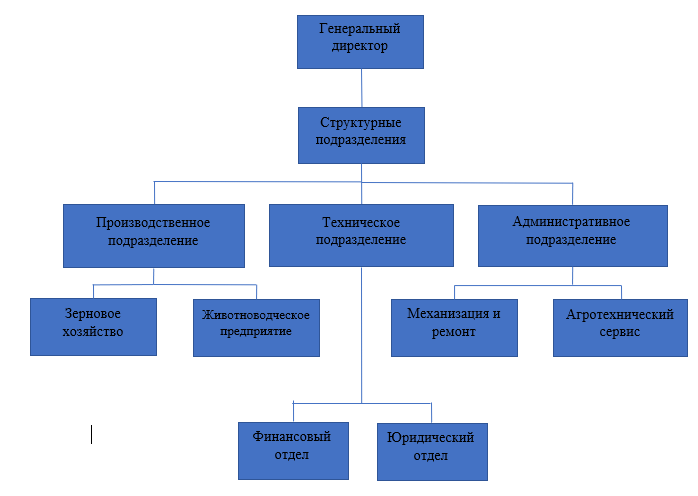 Генеральный
директор
Структурные
подразделения
Производственное
подразделение
Техническое
подразделение
Административное
подразделение
Зерновое
хозяйство
Животноводческое
предприятие
Механизация и
ремонт
Агротехнический
сервис
Финансовый
отдел
Юридический
отдел